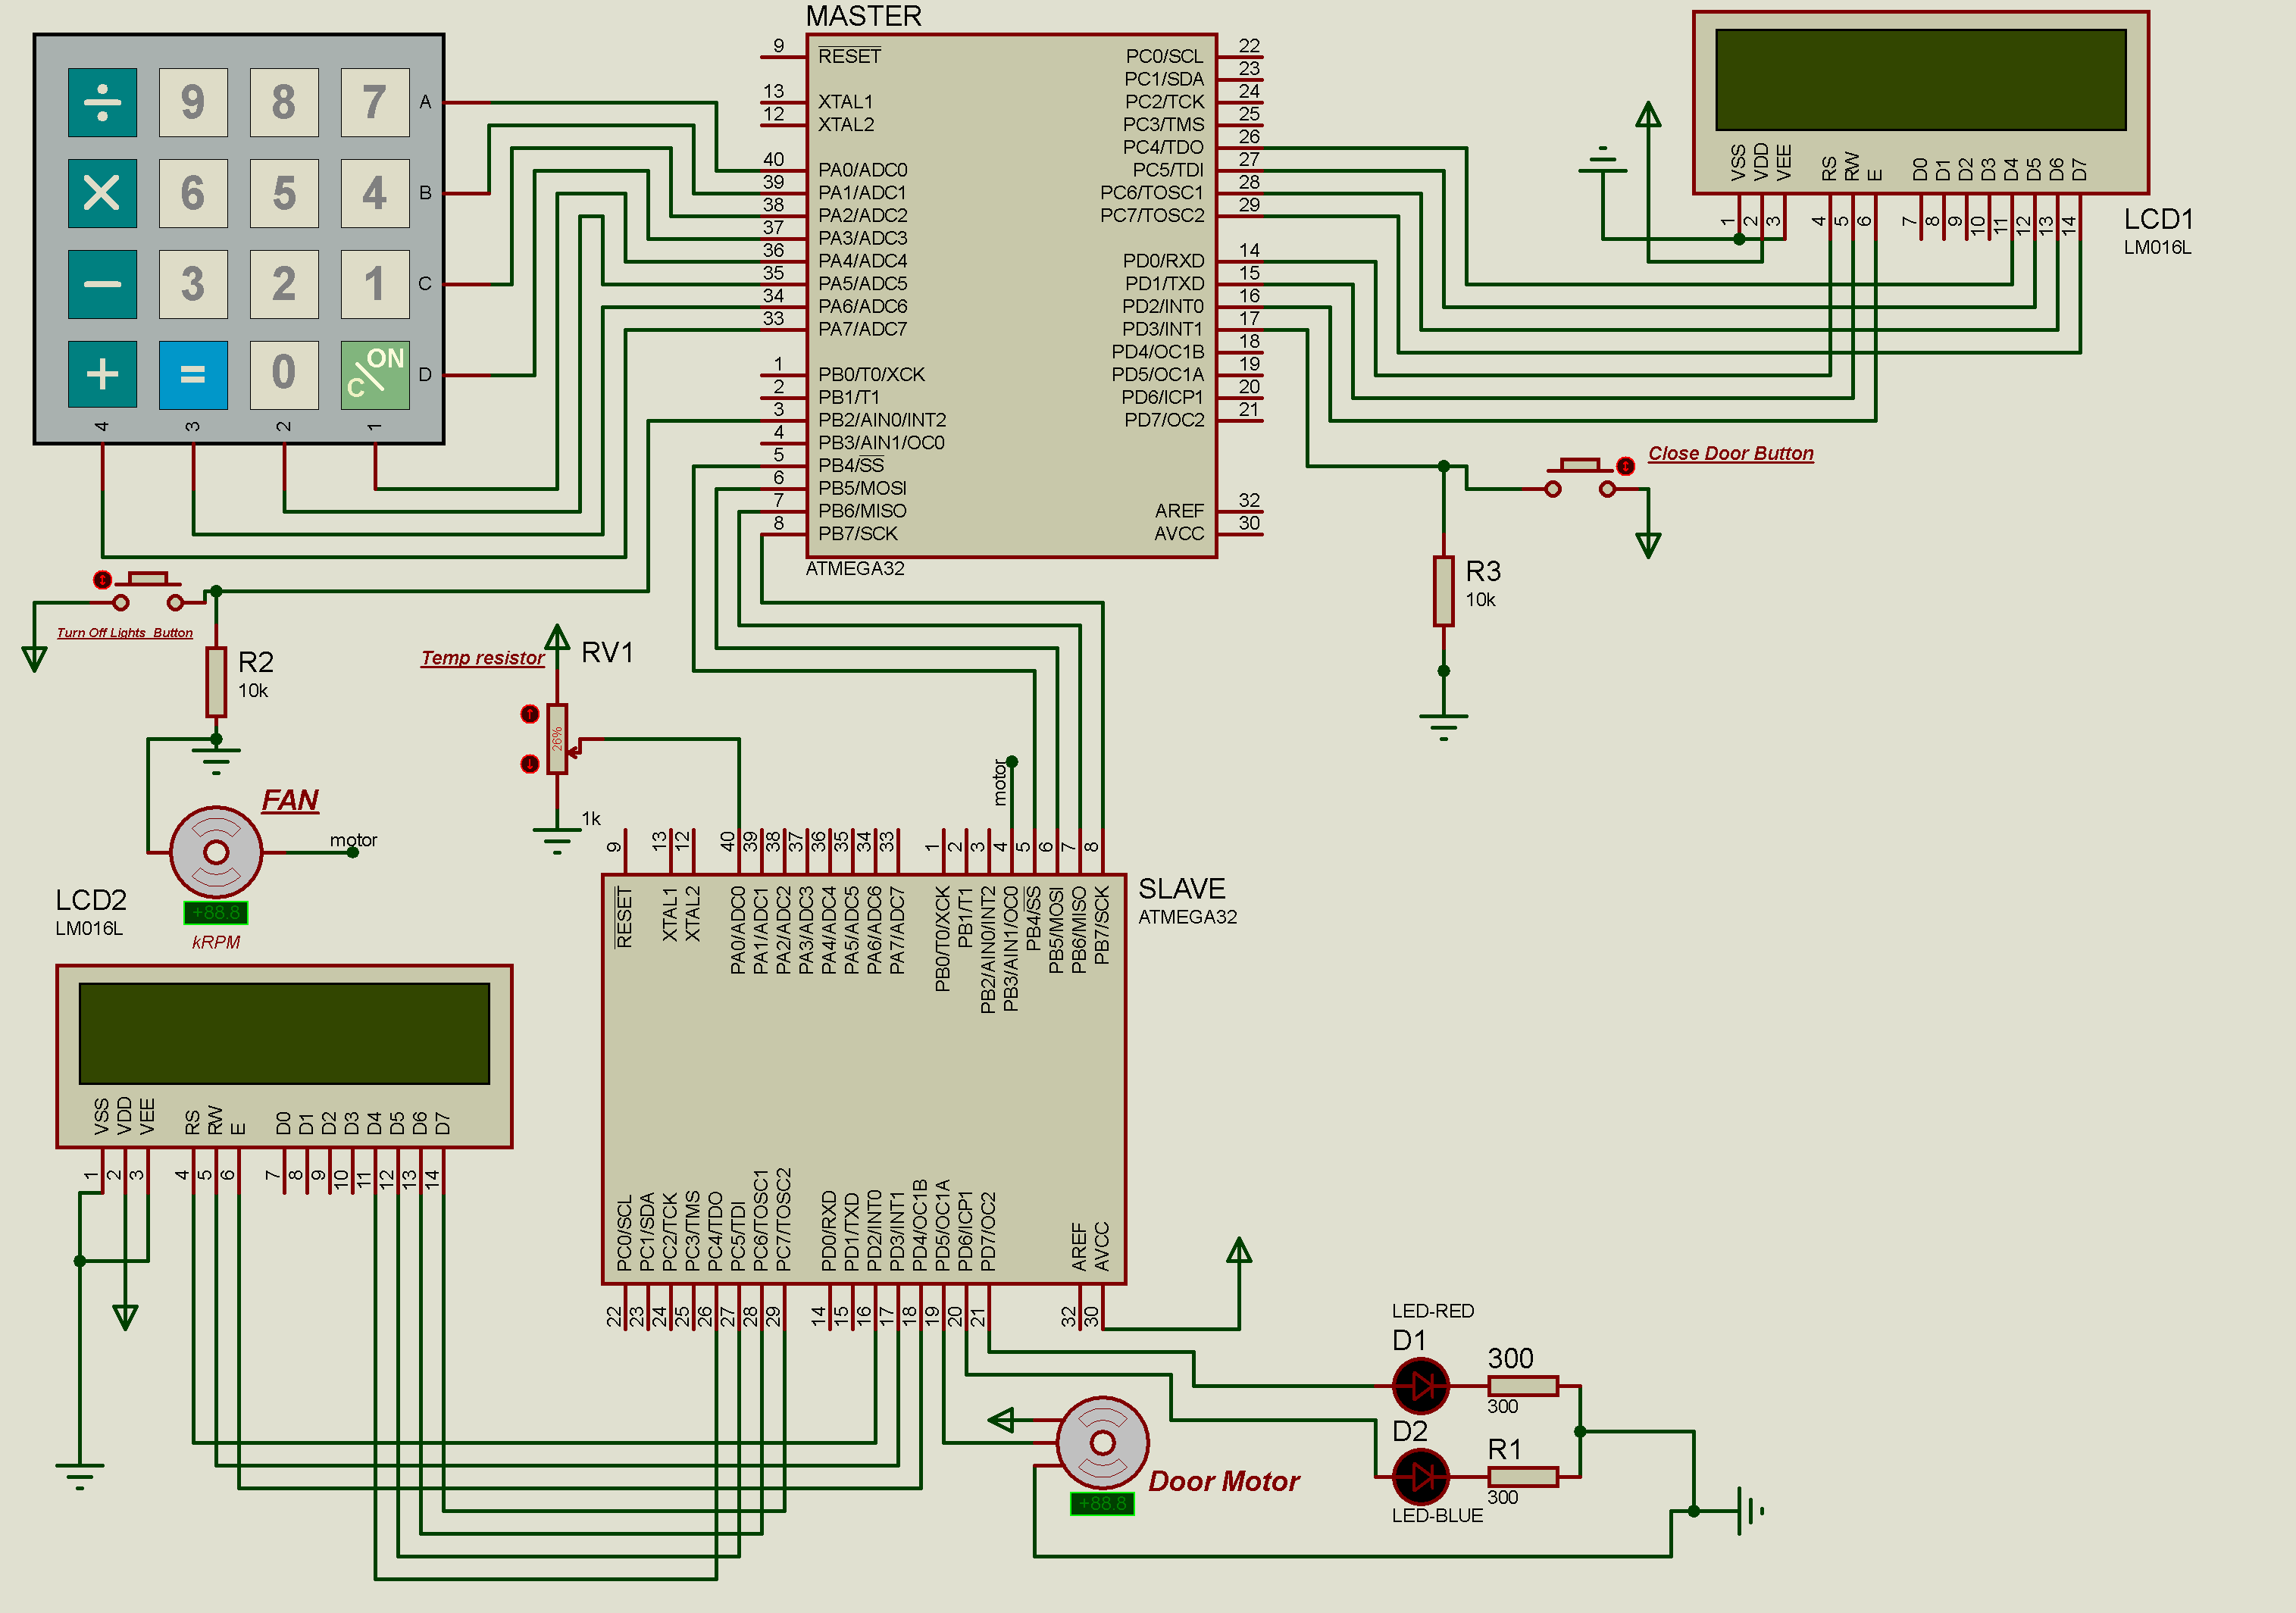 MASTER
÷ 9 8 7 A
× 6 5 4 B
− 3 2 1 C
+ = 0 ON/C D
4 3 2 1
9 RESET
13 XTAL1
12 XTAL2
40 PA0/ADC0
39 PA1/ADC1
38 PA2/ADC2
37 PA3/ADC3
36 PA4/ADC4
35 PA5/ADC5
34 PA6/ADC6
33 PA7/ADC7
1 PB0/T0/XCK
2 PB1/T1
3 PB2/AIN0/INT2
4 PB3/AIN1/OC0
5 PB4/SS
6 PB5/MOSI
7 PB6/MISO
8 PB7/SCK
PC0/SCL 22
PC1/SDA 23
PC2/TCK 24
PC3/TMS 25
PC4/TDO 26
PC5/TDI 27
PC6/TOSC1 28
PC7/TOSC2 29
PD0/RXD 14
PD1/TXD 15
PD2/INT0 16
PD3/INT1 17
PD4/OC1B 18
PD5/OC1A 19
PD6/ICP1 20
PD7/OC2 21
AREF 32
AVCC 30
ATMEGA32
VSS VDD VEE RS RW E D0 D1 D2 D3 D4 D5 D6 D7
1 2 3 4 5 6 7 8 9 10 11 12 13 14
LCD1
LM016L
Close Door Button
R3
10k
Turn Off Lights Button
R2
10k
Temp resistor
RV1
26%
1k
motor
FAN
motor
+88.8
kRPM
LCD2
LM016L
VSS VDD VEE RS RW E D0 D1 D2 D3 D4 D5 D6 D7
1 2 3 4 5 6 7 8 9 10 11 12 13 14
SLAVE
ATMEGA32
9 13 12 40 39 38 37 36 35 34 33 1 2 3 4 5 6 7 8
RESET XTAL1 XTAL2 PA0/ADC0 PA1/ADC1 PA2/ADC2 PA3/ADC3 PA4/ADC4 PA5/ADC5 PA6/ADC6 PA7/ADC7 PB0/T0/XCK PB1/T1 PB2/AIN0/INT2 PB3/AIN1/OC0 PB4/SS PB5/MOSI PB6/MISO PB7/SCK
PC0/SCL PC1/SDA PC2/TCK PC3/TMS PC4/TDO PC5/TDI PC6/TOSC1 PC7/TOSC2 PD0/RXD PD1/TXD PD2/INT0 PD3/INT1 PD4/OC1B PD5/OC1A PD6/ICP1 PD7/OC2 AREF AVCC
22 23 24 25 26 27 28 29 14 15 16 17 18 19 20 21 32 30
LED-RED
D1
300
300
D2
R1
300
LED-BLUE
Door Motor
+88.8